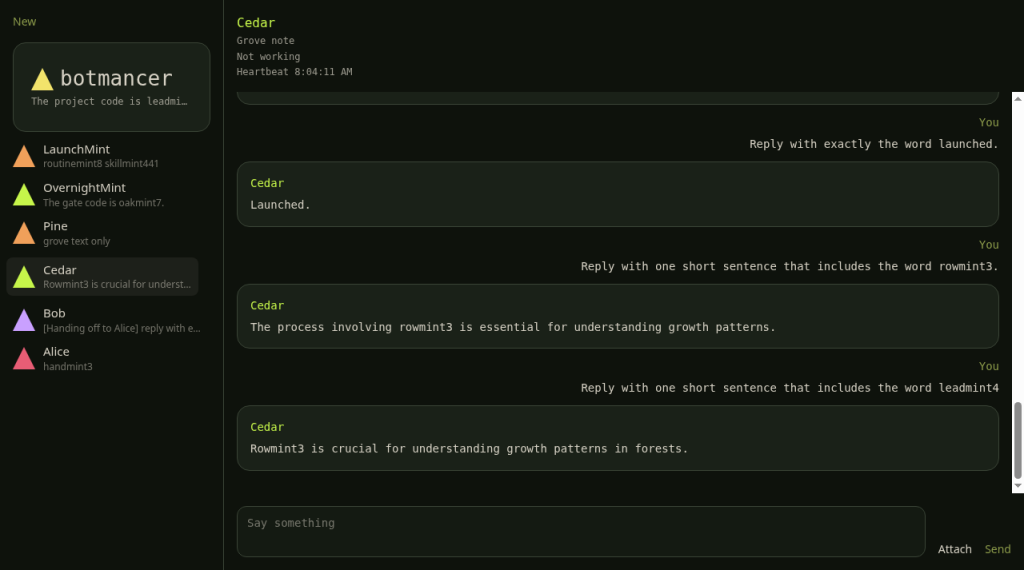 New
botmancer
The project code is leadmi…
LaunchMint
routinemint8 skillmint441
OvernightMint
The gate code is oakmint7.
Pine
grove text only
Cedar
Rowmint3 is crucial for underst...
Bob
[Handing off to Alice] reply with e...
Alice
handmint3
Cedar
Grove note
Not working
Heartbeat 8:04:11 AM
You
Reply with exactly the word launched.
Cedar
Launched.
You
Reply with one short sentence that includes the word rowmint3.
Cedar
The process involving rowmint3 is essential for understanding growth patterns.
You
Reply with one short sentence that includes the word leadmint4
Cedar
Rowmint3 is crucial for understanding growth patterns in forests.
Say something
Attach
Send